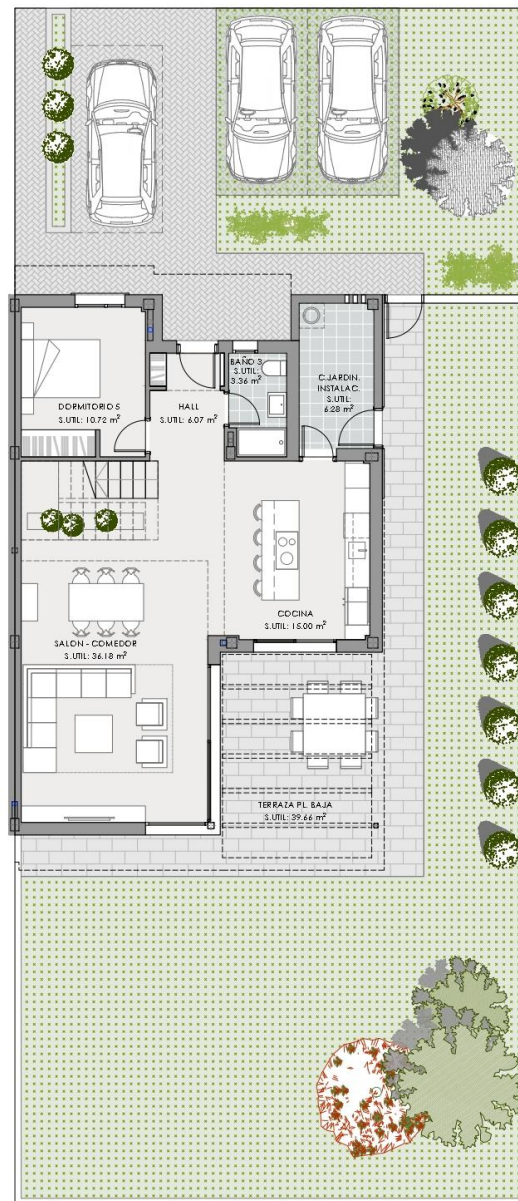 BAÑO 3
S.UTIL:
3.36 m²
C.JARDIN.
INSTALAC.
S.UTIL:
6.28 m²
DORMITORIO 5
S.UTIL: 10.72 m²
HALL
S.UTIL: 6.07 m²
COCINA
S.UTIL: 15.00 m²
SALON - COMEDOR
S.UTIL: 36.18 m²
TERRAZA PL. BAJA
S.UTIL: 39.66 m²